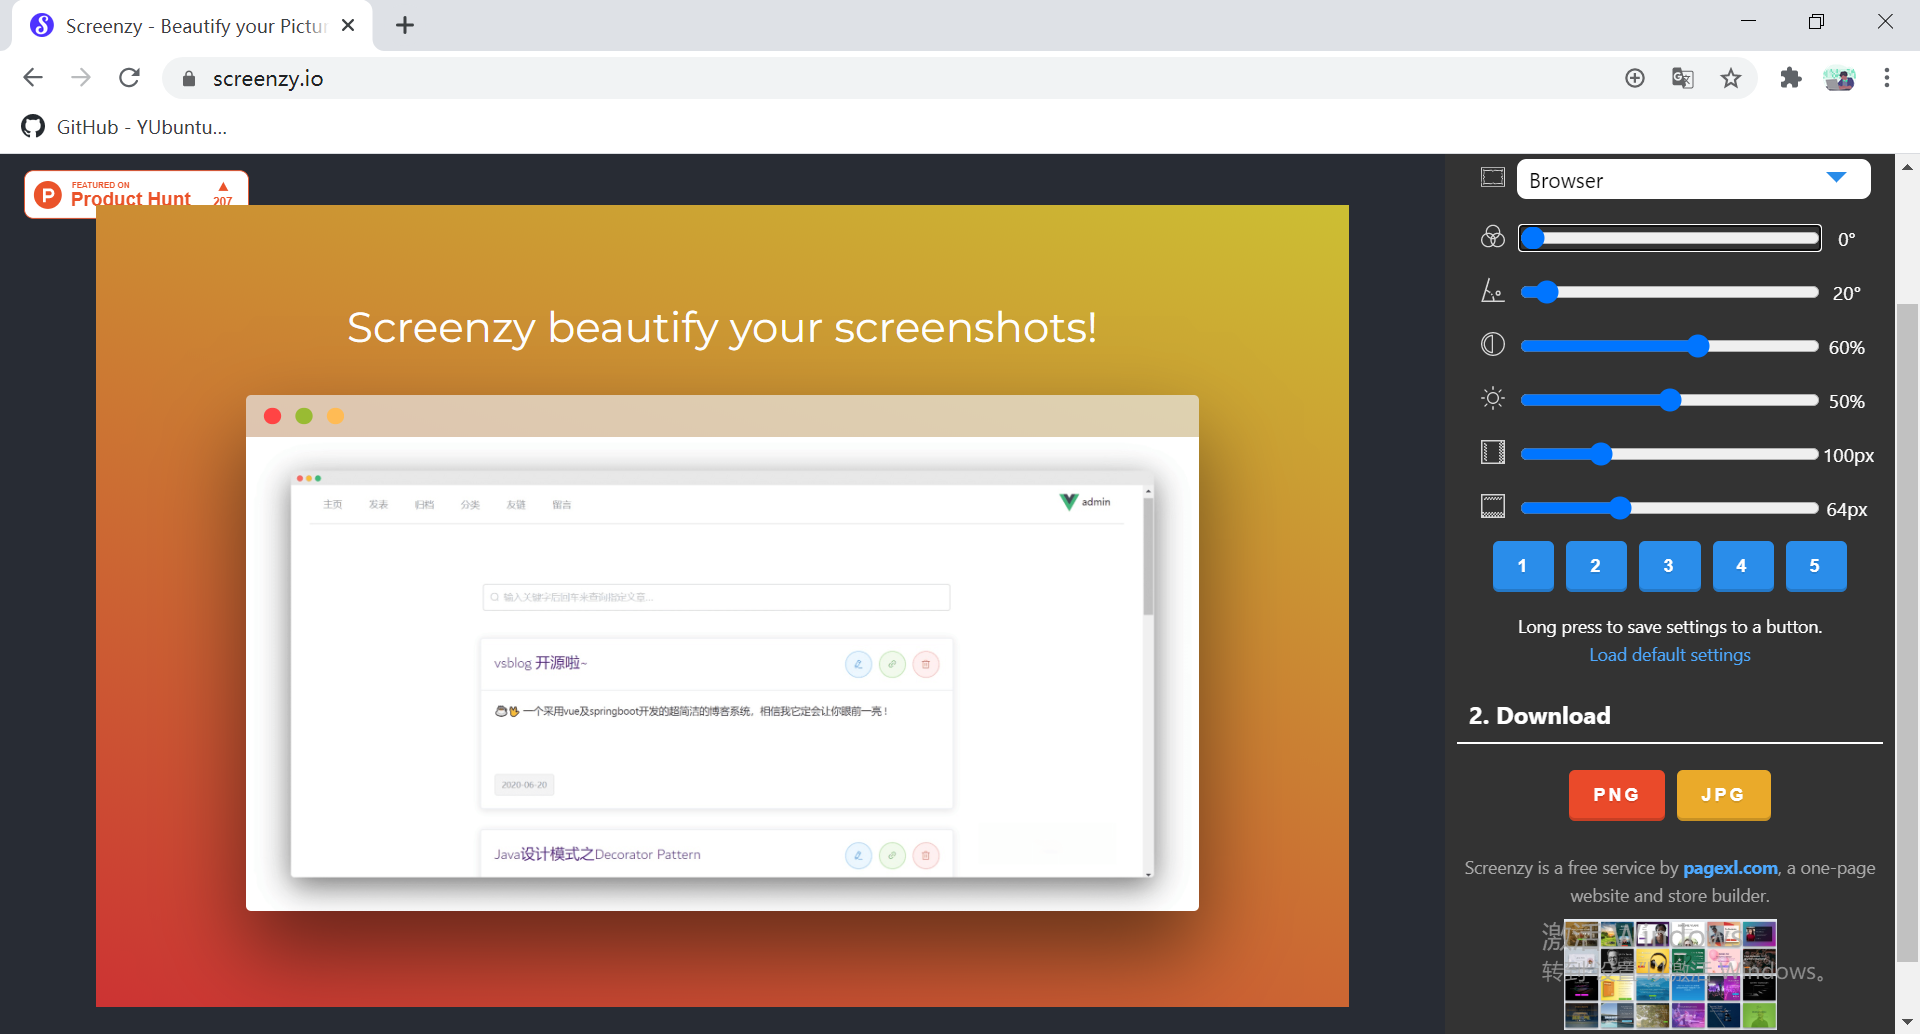 Screenzy - Beautify your Pictu
screenzy.io
GitHub - YUbuntu...
FEATURED ON
Product Hunt
207
Screenzy beautify your screenshots!
主页 发表 归档 分类 友链 留言
admin
输入关键字后回车来查询指定文章...
vsblog 开源啦~
一个采用vue及springboot开发的超简洁的博客系统，相信我它定会让你眼前一亮！
2020-06-20
Java设计模式之Decorator Pattern
Browser
0°
20°
60%
50%
100px
64px
1 2 3 4 5
Long press to save settings to a button.
Load default settings
2. Download
PNG JPG
Screenzy is a free service by pagexl.com, a one-page
website and store builder.
Windows
Windows。